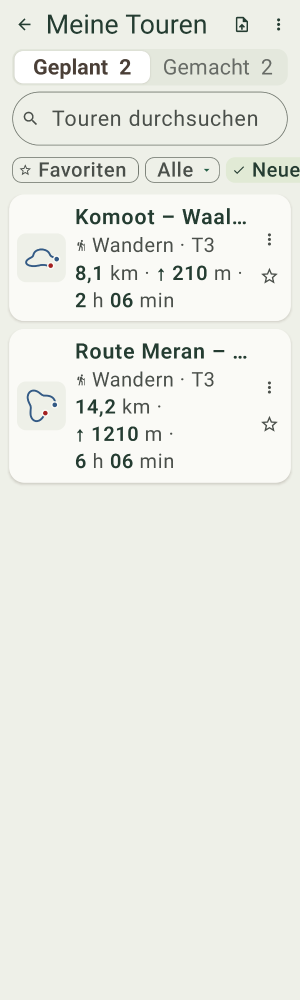 Meine Touren
Geplant 2
Gemacht 2
Touren durchsuchen
Favoriten
Alle
Neue
Komoot – Waal…
Wandern · T3
8,1 km · ↑ 210 m ·
2 h 06 min
Route Meran – …
Wandern · T3
14,2 km ·
↑ 1210 m ·
6 h 06 min